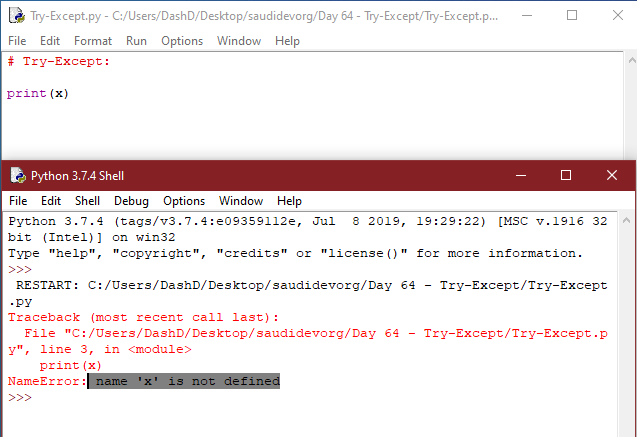 Try-Except.py - C:/Users/DashD/Desktop/saudidevorg/Day 64 - Try-Except/Try-Except.p...
File Edit Format Run Options Window Help
# Try-Except:
print(x)
Python 3.7.4 Shell
File Edit Shell Debug Options Window Help
Python 3.7.4 (tags/v3.7.4:e09359112e, Jul  8 2019, 19:29:22) [MSC v.1916 32
bit (Intel)] on win32
Type "help", "copyright", "credits" or "license()" for more information.
>>>
 RESTART: C:/Users/DashD/Desktop/saudidevorg/Day 64 - Try-Except/Try-Except
.py
Traceback (most recent call last):
  File "C:/Users/DashD/Desktop/saudidevorg/Day 64 - Try-Except/Try-Except.p
y", line 3, in <module>
    print(x)
NameError: name 'x' is not defined
>>>